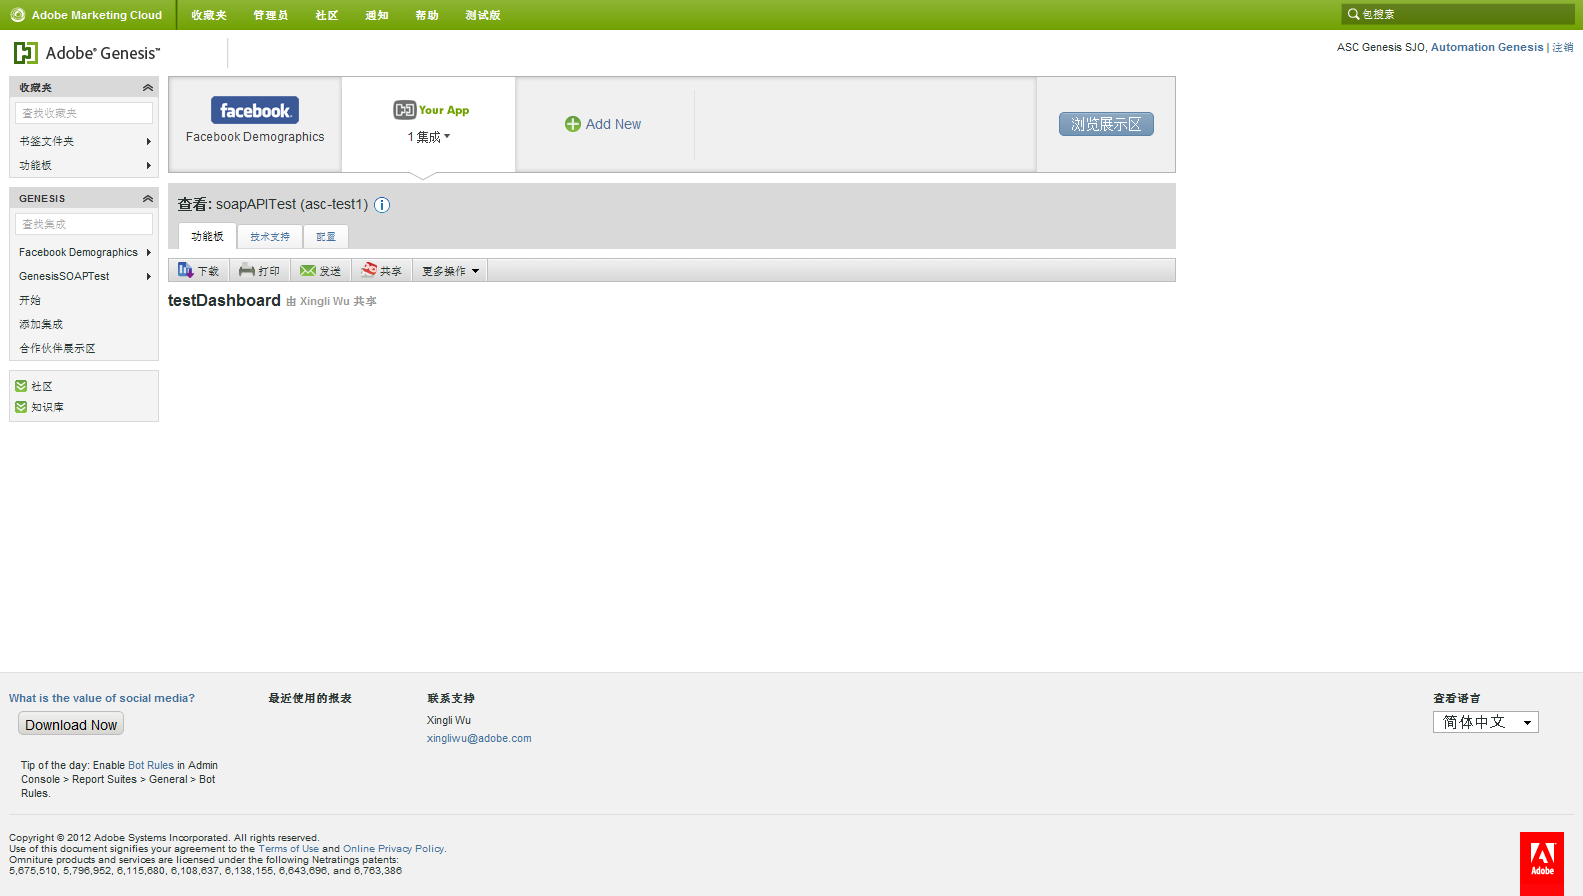 Adobe Marketing Cloud 收藏夹 管理员 社区 通知 帮助 测试版 包搜索
Adobe® Genesis™
ASC Genesis SJO, Automation Genesis | 注销
收藏夹
查找收藏夹
书签文件夹
功能板
GENESIS
查找集成
Facebook Demographics
GenesisSOAPTest
开始
添加集成
合作伙伴展示区
社区
知识库
facebook.
Facebook Demographics
Your App
1 集成
Add New
浏览展示区
查看: soapAPITest (asc-test1)
功能板 技术支持 配置
下载 打印 发送 共享 更多操作
testDashboard 由 Xingli Wu 共享
What is the value of social media?
Download Now
Tip of the day: Enable Bot Rules in Admin
Console > Report Suites > General > Bot
Rules.
最近使用的报表
联系支持
Xingli Wu
xingliwu@adobe.com
查看语言
简体中文
Copyright © 2012 Adobe Systems Incorporated. All rights reserved.
Use of this document signifies your agreement to the Terms of Use and Online Privacy Policy.
Omniture products and services are licensed under the following Netratings patents:
5,675,510, 5,796,952, 6,115,680, 6,108,637, 6,138,155, 6,643,696, and 6,763,386
Adobe